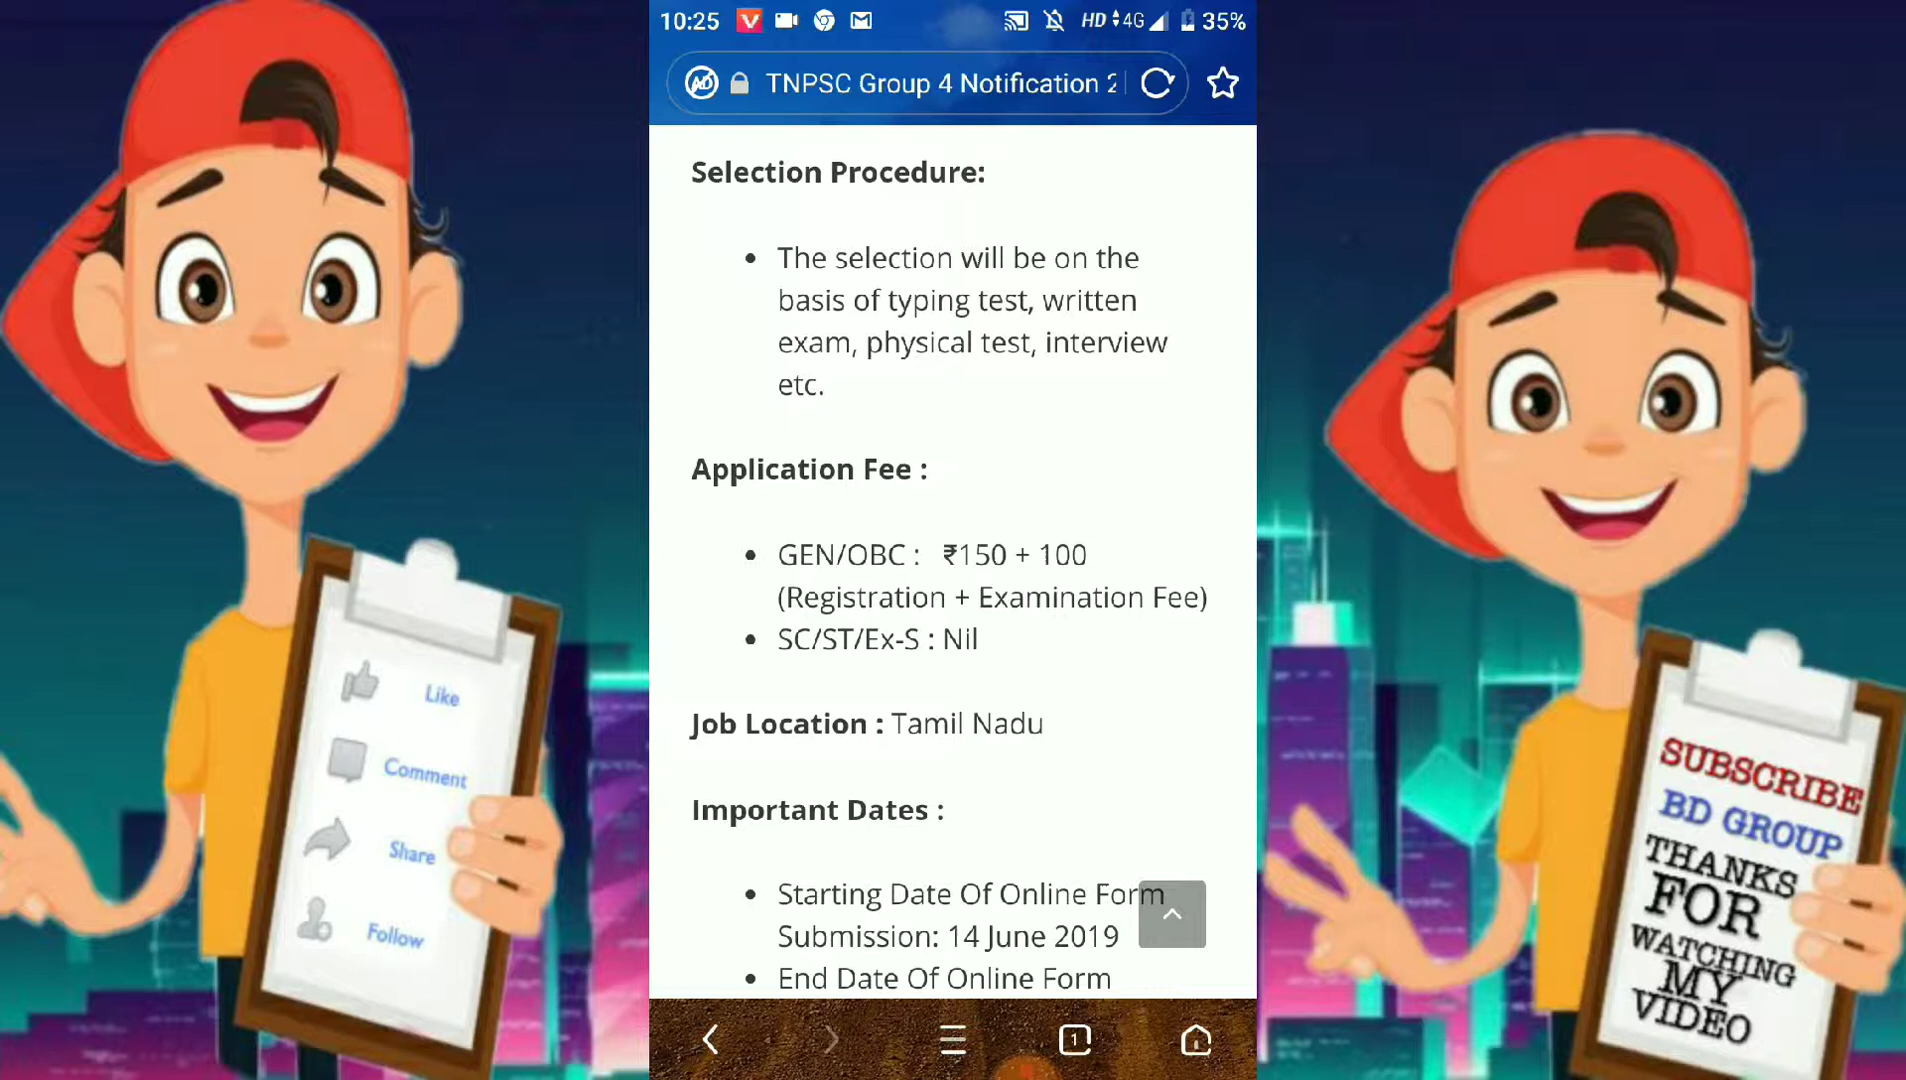 10:25
HD 4G 35%
AD TNPSC Group 4 Notification 2
Selection Procedure:
• The selection will be on the
basis of typing test, written
exam, physical test, interview
etc.
Application Fee :
• GEN/OBC : ₹150 + 100
(Registration + Examination Fee)
• SC/ST/Ex-S : Nil
Job Location : Tamil Nadu
Important Dates :
• Starting Date Of Online Form
Submission: 14 June 2019
• End Date Of Online Form
1
Like
Comment
Share
Follow
SUBSCRIBE
BD GROUP
THANKS
FOR
WATCHING
MY
VIDEO